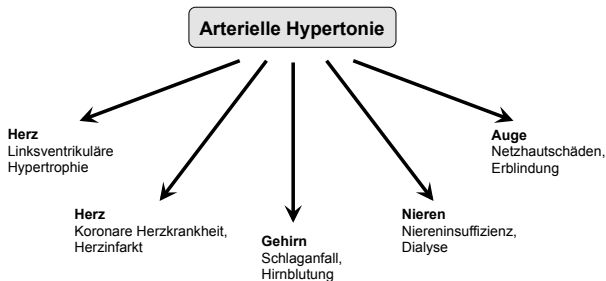 Arterielle Hypertonie
Herz
Linksventrikuläre
Hypertrophie
Herz
Koronare Herzkrankheit,
Herzinfarkt
Gehirn
Schlaganfall,
Hirnblutung
Nieren
Niereninsuffizienz,
Dialyse
Auge
Netzhautschäden,
Erblindung